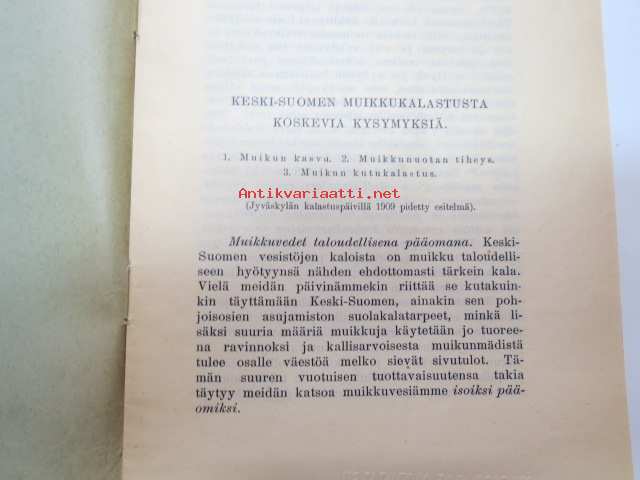 KESKI-SUOMEN MUIKKUKALASTUSTA
KOSKEVIA KYSYMYKSIÄ.
1. Muikun kasvu. 2. Muikkunuotan tiheys.
3. Muikun kutukalastus.
Antikvariaatti.net
(Jyväskylän kalastuspäivillä 1909 pidetty esitelmä).
Muikkuvedet taloudellisena pääomana. Keski-
Suomen vesistöjen kaloista on muikku taloudelli-
seen hyötyynsä nähden ehdottomasti tärkein kala.
Vielä meidän päivinämmekin riittää se kutakuin-
kin täyttämään Keski-Suomen, ainakin sen poh-
joisosien asujamiston suolakalatarpeet, minkä li-
säksi suuria määriä muikkuja käytetään jo tuoree-
na ravinnoksi ja kallisarvoisesta muikunmädistä
tulee osalle väestöä melko sievät sivutulot. Tä-
män suuren vuotuisen tuottavaisuutensa takia
täytyy meidän katsoa muikkuvesiämme isoiksi pää-
omiksi.